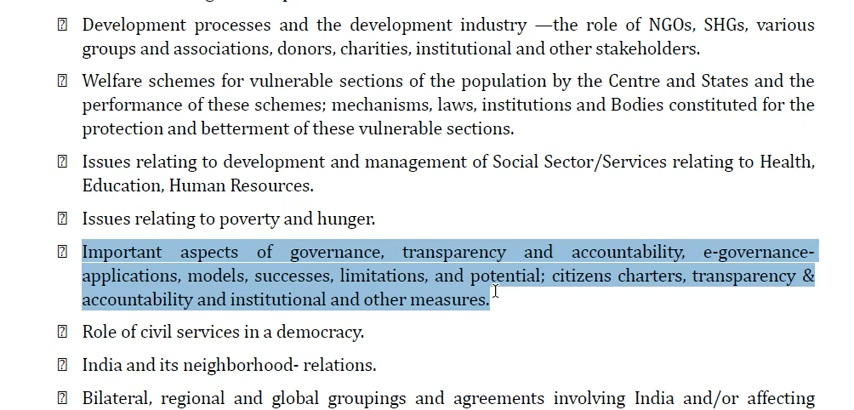 Development processes and the development industry —the role of NGOs, SHGs, various
groups and associations, donors, charities, institutional and other stakeholders.
Welfare schemes for vulnerable sections of the population by the Centre and States and the
performance of these schemes; mechanisms, laws, institutions and Bodies constituted for the
protection and betterment of these vulnerable sections.
Issues relating to development and management of Social Sector/Services relating to Health,
Education, Human Resources.
Issues relating to poverty and hunger.
Important aspects of governance, transparency and accountability, e-governance-
applications, models, successes, limitations, and potential; citizens charters, transparency &
accountability and institutional and other measures.
Role of civil services in a democracy.
India and its neighborhood- relations.
Bilateral, regional and global groupings and agreements involving India and/or affecting